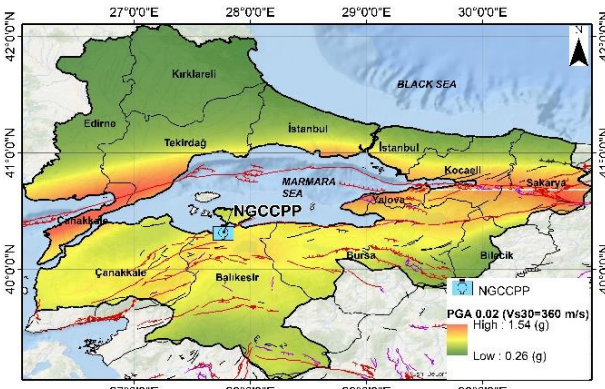 27°0'0"E 28°0'0"E 29°0'0"E 30°0'0"E
42°0'0"N
42°0'0"N
Kırklareli
BLACK SEA
Edirne
Tekirdağ
İstanbul
İstanbul
41°0'0"N
41°0'0"N
Kocaeli
MARMARA
SEA
Sakarya
Yalova
Çanakkale
NGCCPP
Çanakkale
Balıkesir
Bursa
Bilecik
40°0'0"N
40°0'0"N
NGCCPP
PGA 0.02 (Vs30=360 m/s)
High : 1.54 (g)
Low : 0.26 (g)